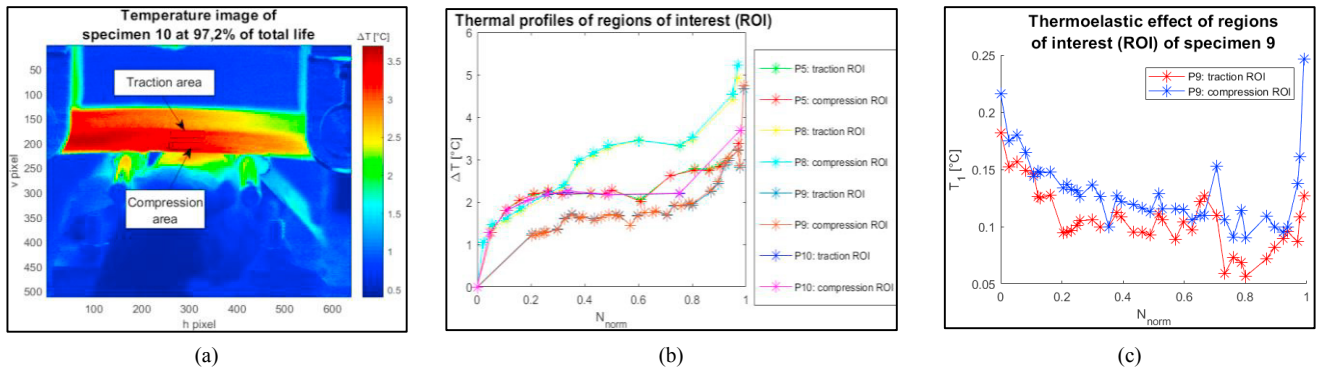 Temperature image of
specimen 10 at 97,2% of total life
ΔT [°C]
Traction area
Compression
area
50
100
150
200
250
300
350
400
450
500
v pixel
100
200
300
400
500
600
h pixel
3.5
3
2.5
2
1.5
1
0.5
(a)
Thermal profiles of regions of interest (ROI)
6
5
4
3
2
1
0
ΔT [°C]
0
0.2
0.4
0.6
0.8
1
N norm
P5: traction ROI
P5: compression ROI
P8: traction ROI
P8: compression ROI
P9: traction ROI
P9: compression ROI
P10: traction ROI
P10: compression ROI
(b)
Thermoelastic effect of regions
of interest (ROI) of specimen 9
0.25
0.2
0.15
0.1
0.05
T1 [°C]
0
0.2
0.4
0.6
0.8
1
N norm
P9: traction ROI
P9: compression ROI
(c)